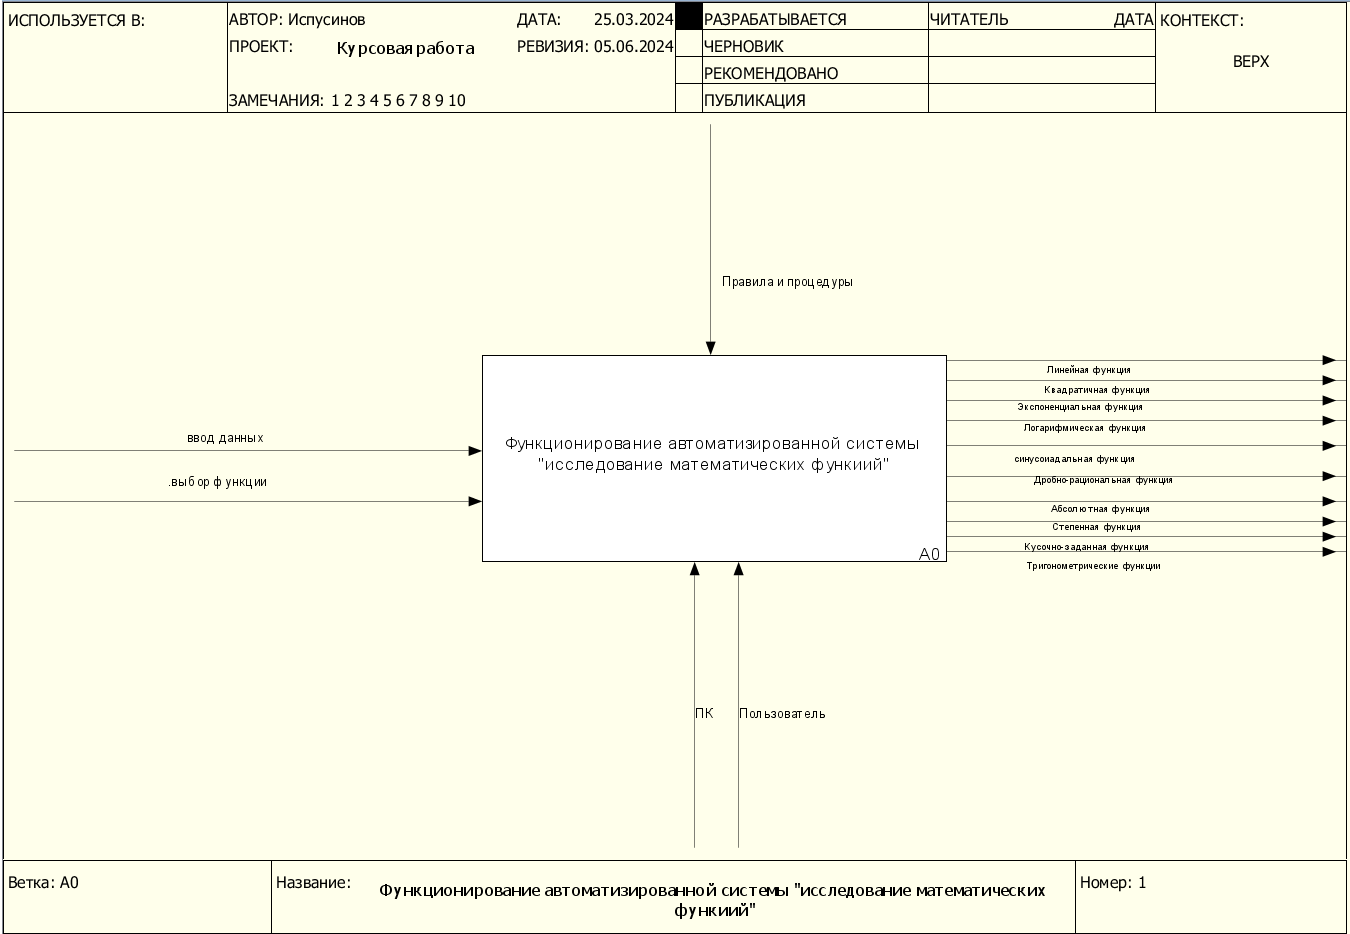 ИСПОЛЬЗУЕТСЯ В:
АВТОР: Испусинов
ДАТА: 25.03.2024
РАЗРАБАТЫВАЕТСЯ
ЧИТАТЕЛЬ
ДАТА
КОНТЕКСТ:
ПРОЕКТ: Курсовая работа
РЕВИЗИЯ: 05.06.2024
ЧЕРНОВИК
ВЕРХ
РЕКОМЕНДОВАНО
ЗАМЕЧАНИЯ: 1 2 3 4 5 6 7 8 9 10
ПУБЛИКАЦИЯ
Правила и процедуры
ввод данных
.выбор функции
Функционирование автоматизированной системы
"исследование математических функиий"
A0
Линейная функция
Квадратичная функция
Экспоненциальная функция
Логарифмическая функция
синусоиадальная функция
Дробно-рациональная функция
Абсолютная функция
Степенная функция
Кусочно-заданная функция
Тригонометрические функции
ПК
Пользователь
Ветка: A0
Название:
Функционирование автоматизированной системы "исследование математических
функиий"
Номер: 1